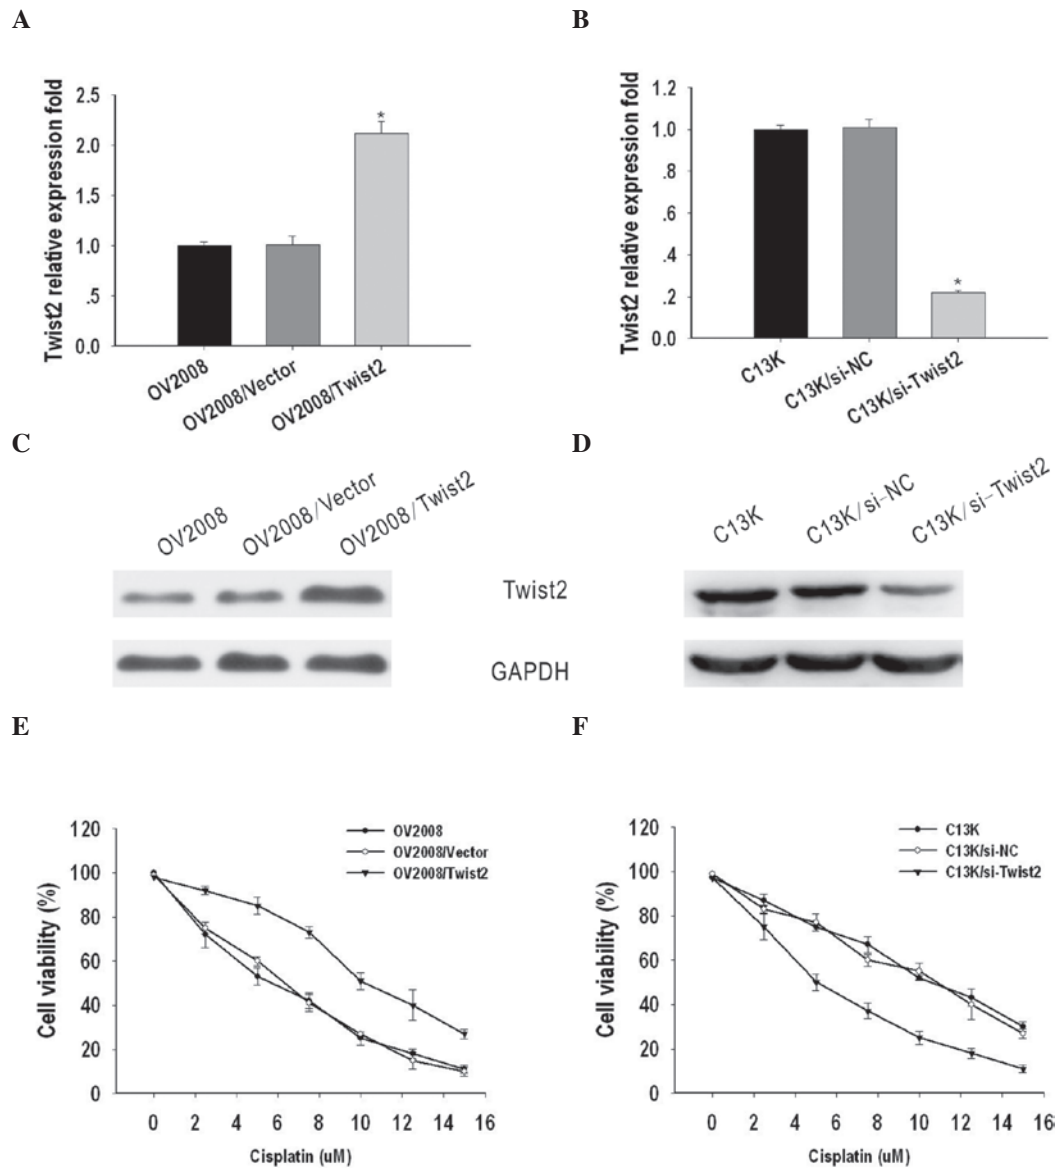 A
B
Twist2 relative expression fold
2.5
2.0
1.5
1.0
.5
0.0
*
OV2008
OV2008/Vector
OV2008/Twist2
Twist2 relative expression fold
1.2
1.0
.8
.6
.4
.2
0.0
*
C13K
C13K/si-NC
C13K/si-Twist2
C
D
OV2008
OV2008/Vector
OV2008/Twist2
C13K
C13K/si-NC
C13K/si-Twist2
Twist2
GAPDH
E
F
Cell viability (%)
120
100
80
60
40
20
0
OV2008
OV2008/Vector
OV2008/Twist2
0 2 4 6 8 10 12 14 16
Cisplatin (uM)
Cell viability (%)
120
100
80
60
40
20
0
C13K
C13K/si-NC
C13K/si-Twist2
0 2 4 6 8 10 12 14 16
Cisplatin (uM)